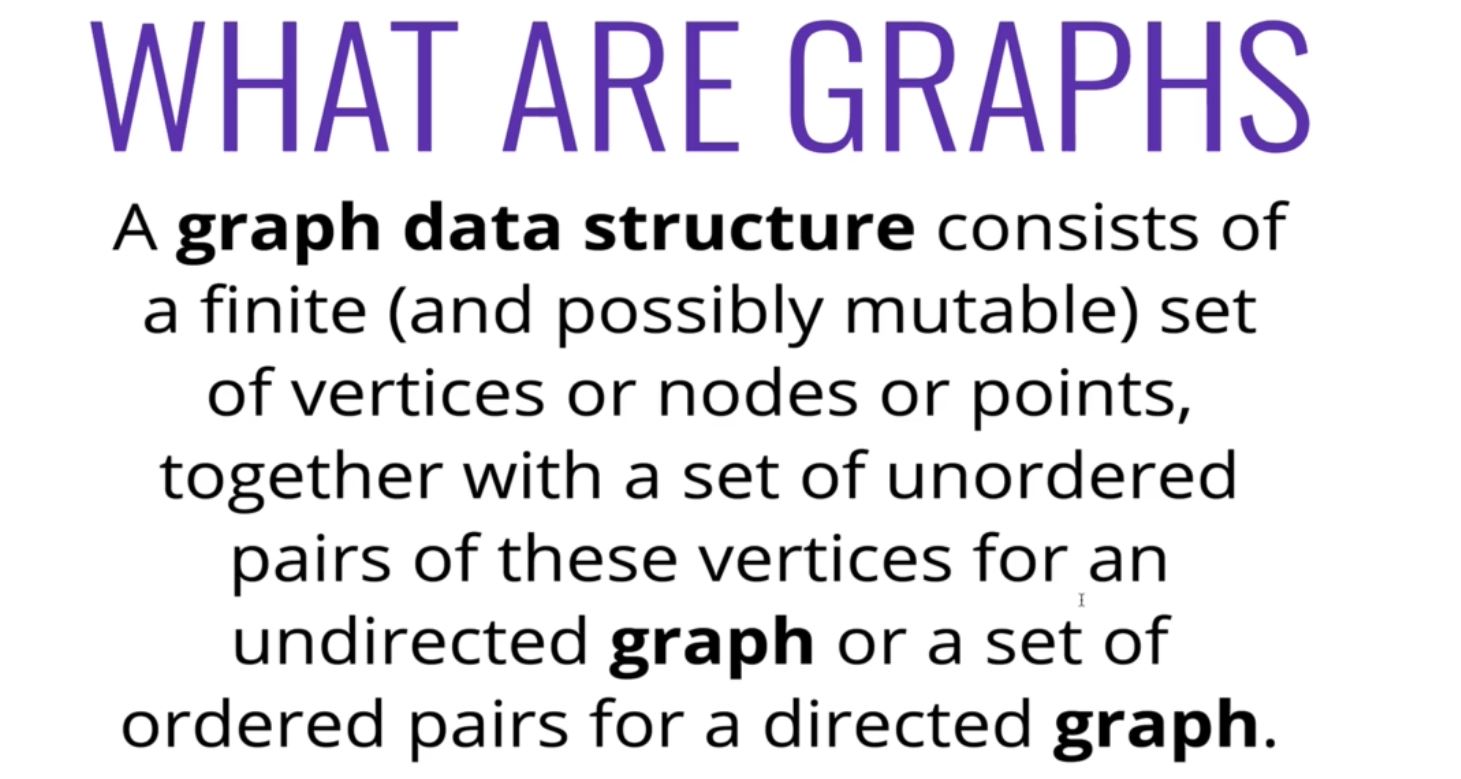 WHAT ARE GRAPHS
A graph data structure consists of
a finite (and possibly mutable) set
of vertices or nodes or points,
together with a set of unordered
pairs of these vertices for an
undirected graph or a set of
ordered pairs for a directed graph.